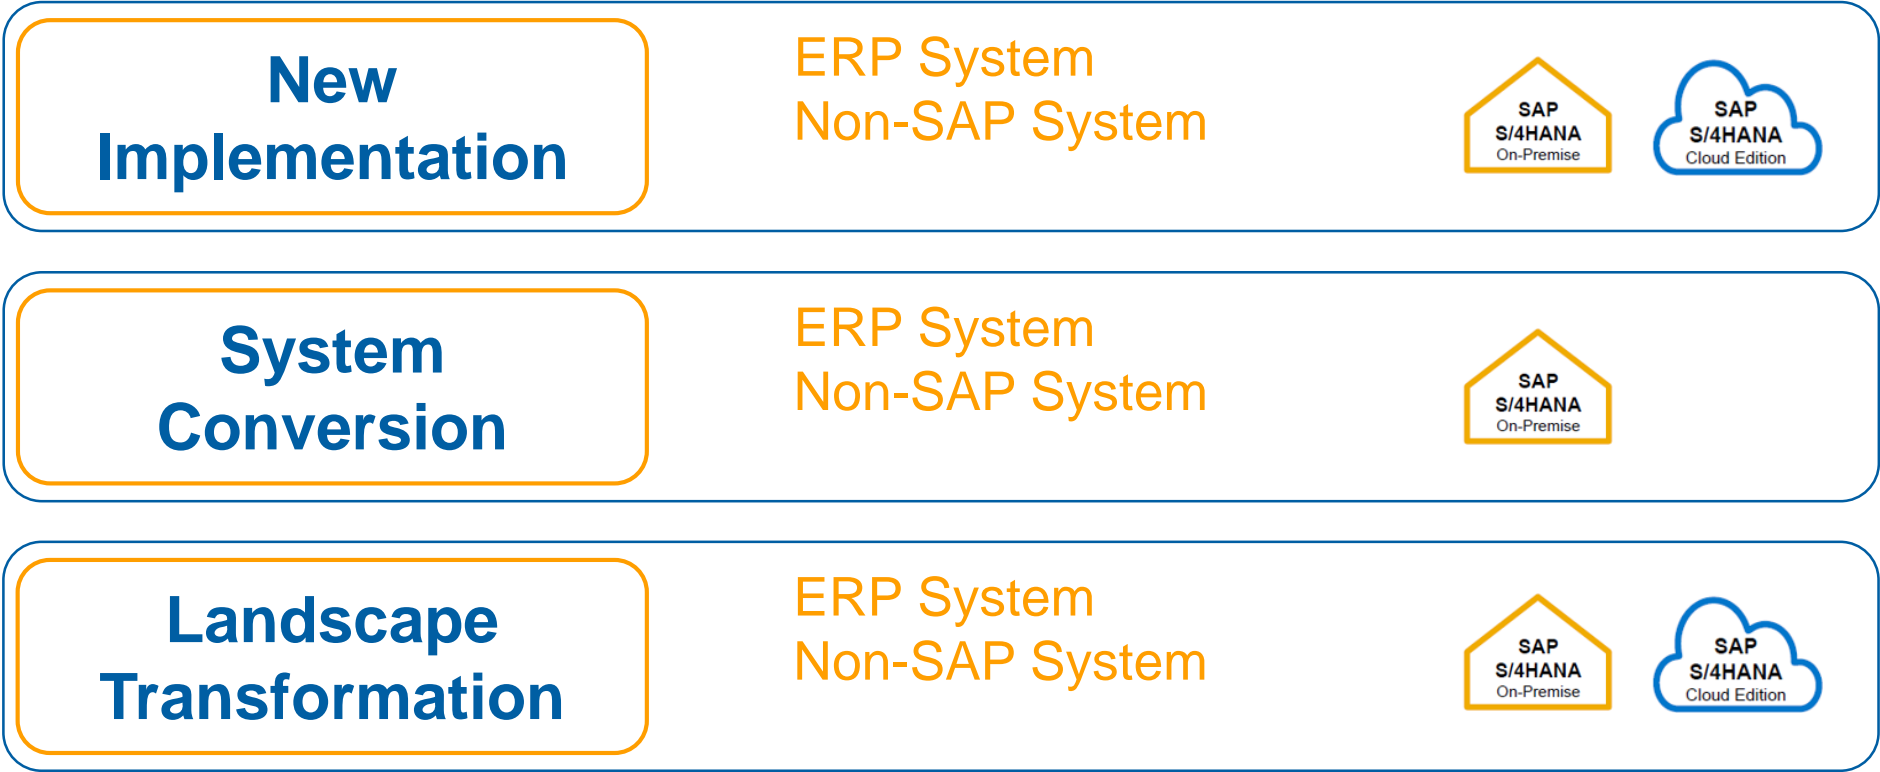 New
Implementation
ERP System
Non-SAP System
SAP
S/4HANA
On-Premise
SAP
S/4HANA
Cloud Edition
System
Conversion
ERP System
Non-SAP System
SAP
S/4HANA
On-Premise
Landscape
Transformation
ERP System
Non-SAP System
SAP
S/4HANA
On-Premise
SAP
S/4HANA
Cloud Edition